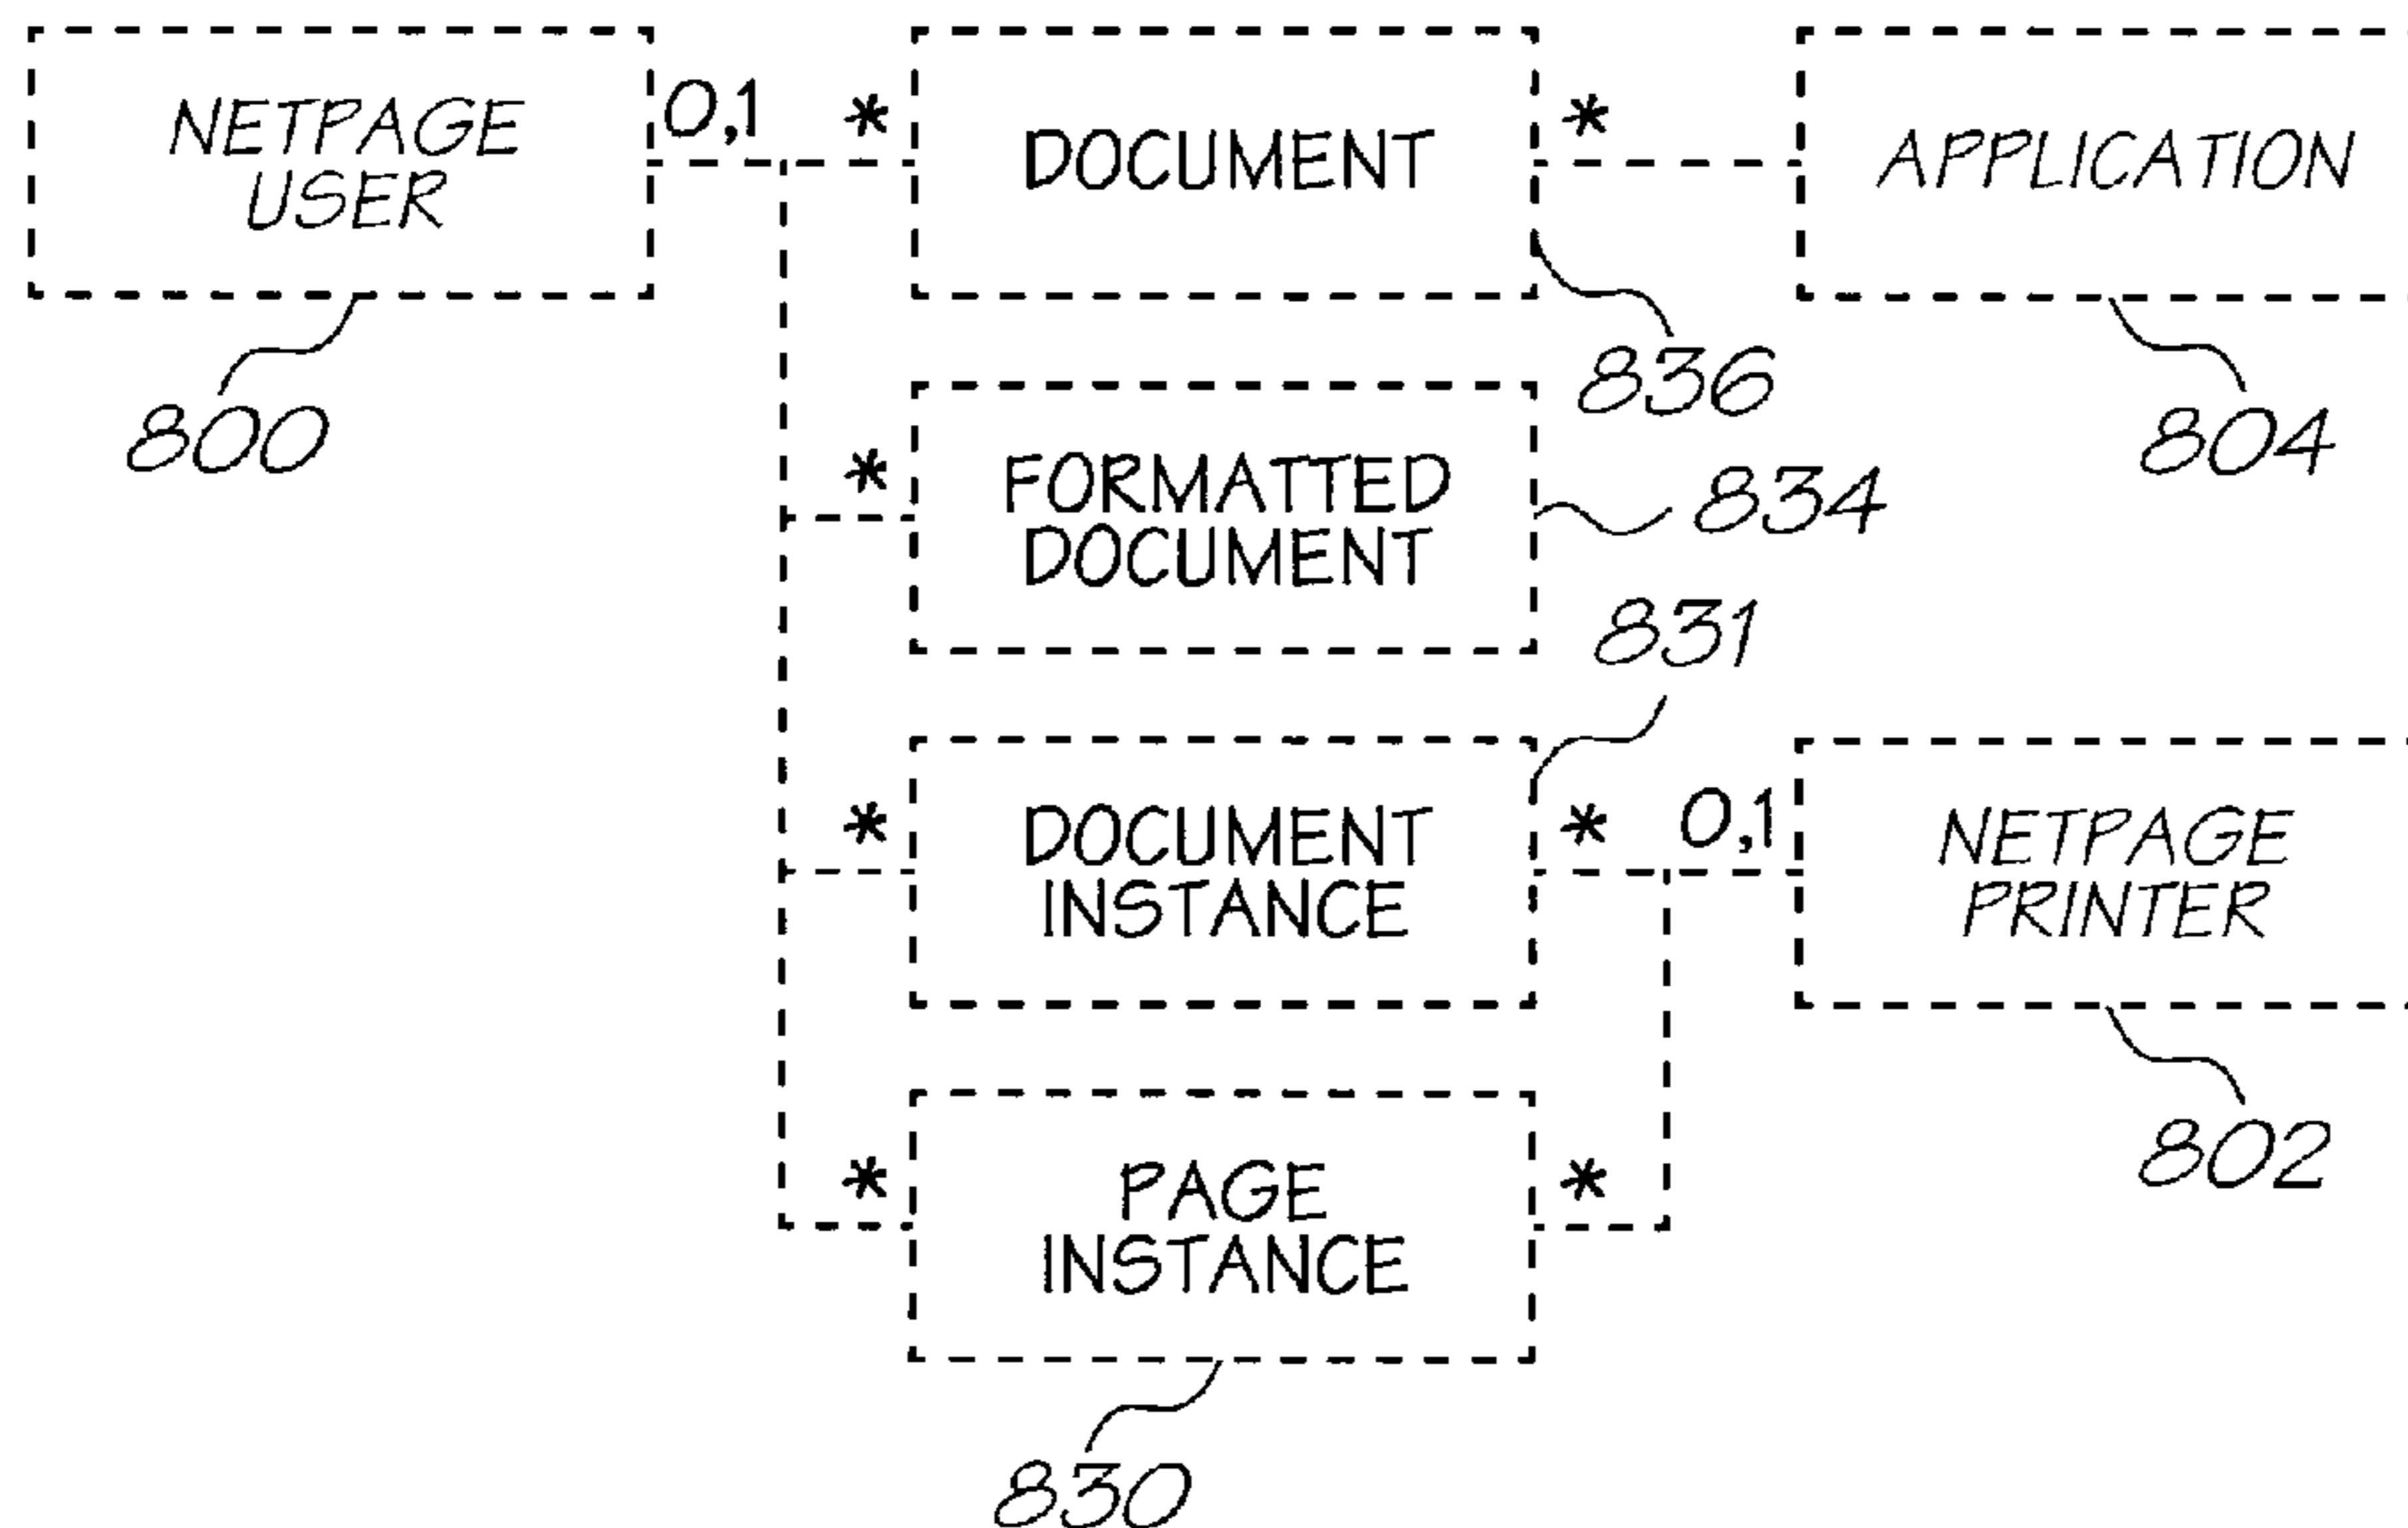 NETPAGE
USER
0,1
*
DOCUMENT
*
APPLICATION
800
836
804
*
FORMATTED
DOCUMENT
834
831
*
DOCUMENT
INSTANCE
*
0,1
NETPAGE
PRINTER
802
*
PAGE
INSTANCE
*
830